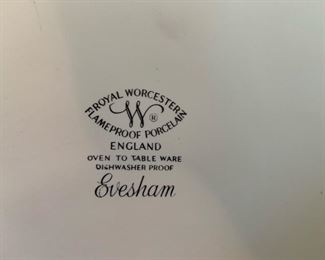 ROYAL WORCESTER
W ®
FLAMEPROOF PORCELAIN
ENGLAND
OVEN TO TABLE WARE
DISHWASHER PROOF
Evesham